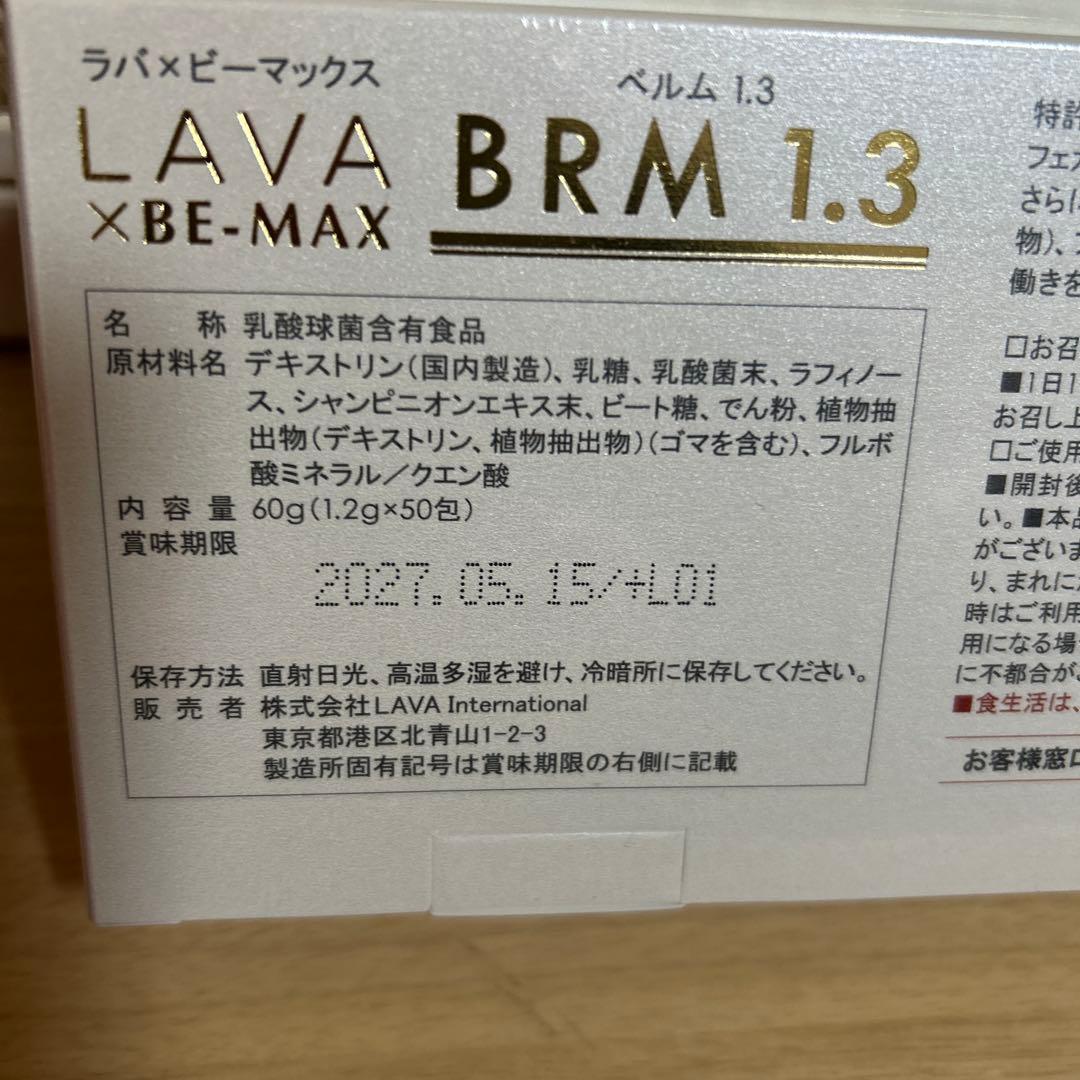 ラバ×ビーマックス
LAVA
×BE-MAX
ベルム 1.3
BRM 1.3
名称 乳酸球菌含有食品
原材料名 デキストリン(国内製造)、乳糖、乳酸菌末、ラフィノー
ス、シャンピニオンエキス末、ビート糖、でん粉、植物抽
出物(デキストリン、植物抽出物)(ゴマを含む)、フルボ
酸ミネラル/クエン酸
内容量 60g(1.2g×50包)
賞味期限
2027.05.15/+L01
保存方法 直射日光、高温多湿を避け、冷暗所に保存してください。
販売者 株式会社LAVA International
東京都港区北青山1-2-3
製造所固有記号は賞味期限の右側に記載
特許
フェカ
さらに
物)、
働きを
□お召
■1日1
お召し上
□ご使用
■開封後
い。■本品
がございま
り、まれに
時はご利用
用になる場
に不都合が
■食生活は、
お客様窓口